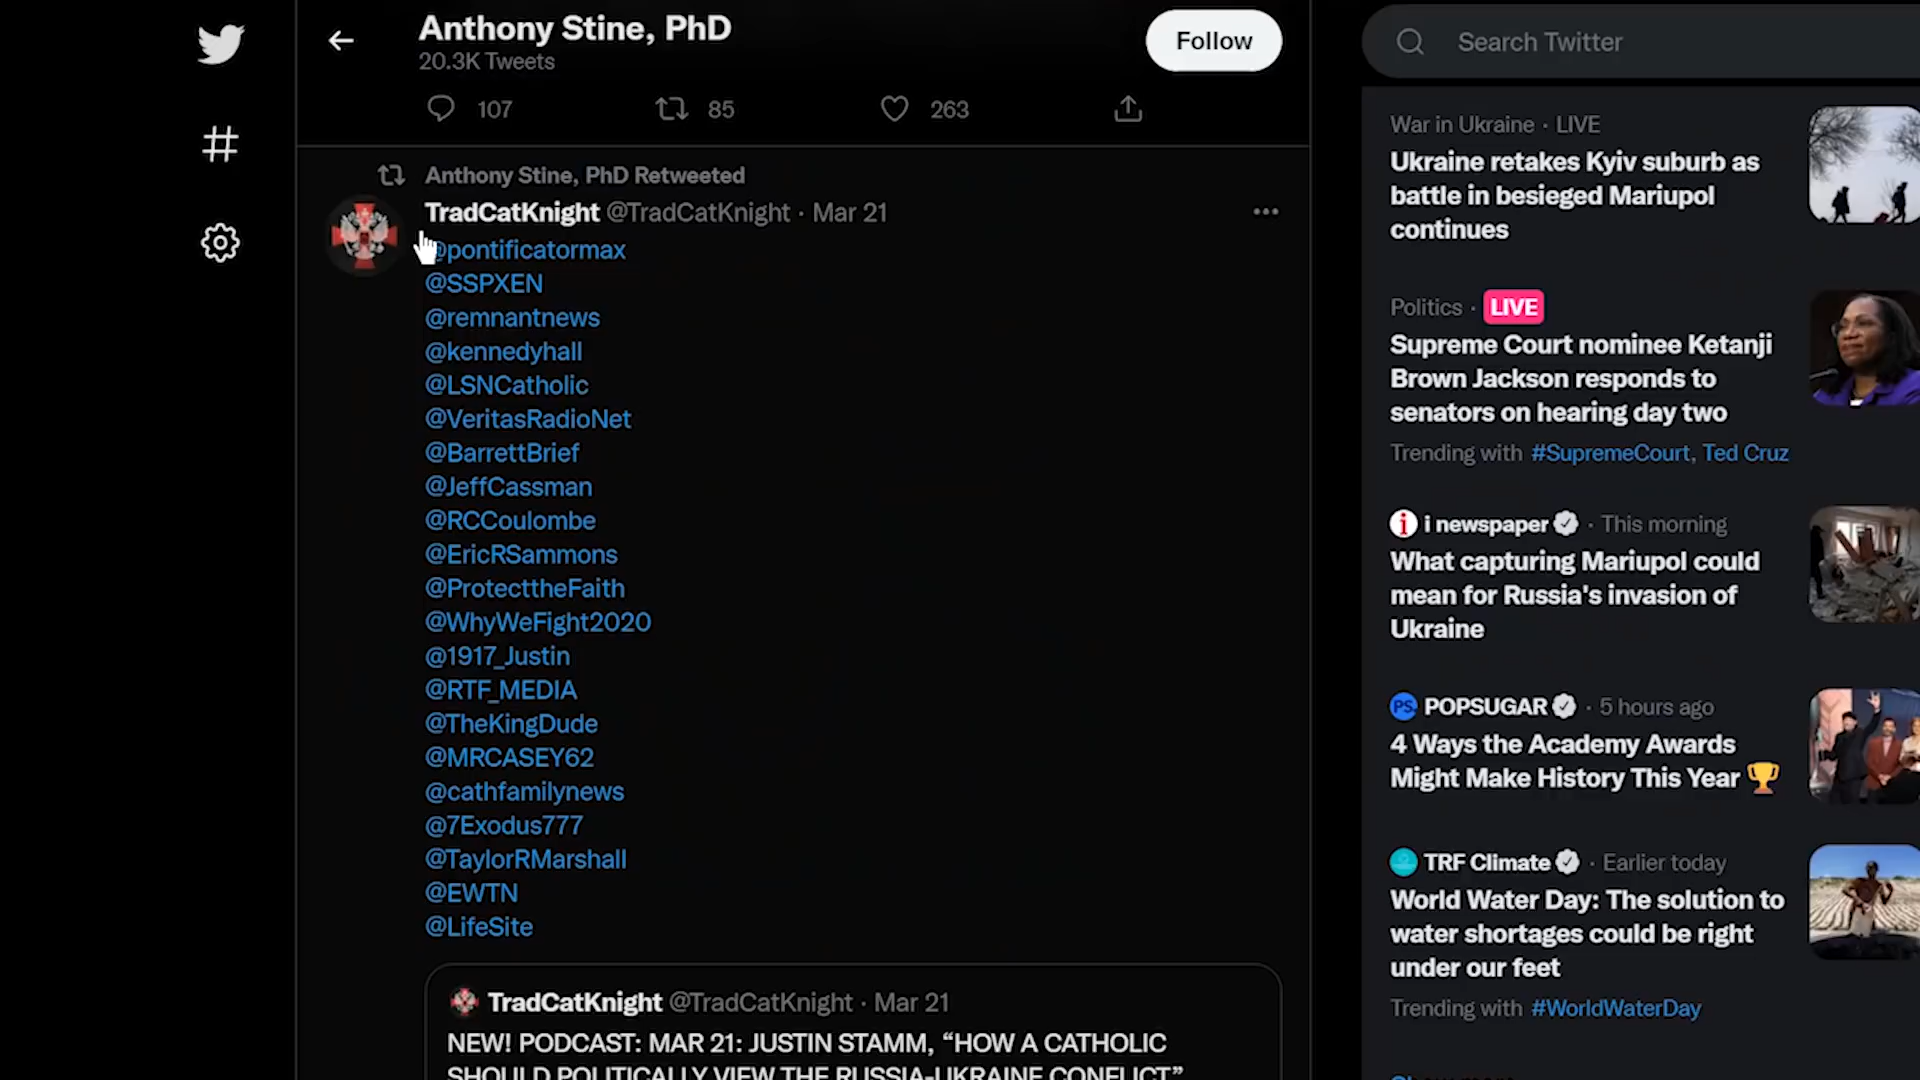 Anthony Stine, PhD
20.3K Tweets
Follow
107 85 263
Anthony Stine, PhD Retweeted
TradCatKnight @TradCatKnight · Mar 21
@pontificatormax
@SSPXEN
@remnantnews
@kennedyhall
@LSNCatholic
@VeritasRadioNet
@BarrettBrief
@JeffCassman
@RCCoulombe
@EricRSammons
@ProtecttheFaith
@WhyWeFight2020
@1917_Justin
@RTF_MEDIA
@TheKingDude
@MRCASEY62
@cathfamilynews
@7Exodus777
@TaylorRMarshall
@EWTN
@LifeSite
TradCatKnight @TradCatKnight · Mar 21
NEW! PODCAST: MAR 21: JUSTIN STAMM, “HOW A CATHOLIC
SHOULD POLITICALLY VIEW THE RUSSIA-UKRAINE CONFLICT”
Search Twitter
War in Ukraine · LIVE
Ukraine retakes Kyiv suburb as
battle in besieged Mariupol
continues
Politics · LIVE
Supreme Court nominee Ketanji
Brown Jackson responds to
senators on hearing day two
Trending with #SupremeCourt, Ted Cruz
i newspaper · This morning
What capturing Mariupol could
mean for Russia's invasion of
Ukraine
PS POPSUGAR · 5 hours ago
4 Ways the Academy Awards
Might Make History This Year
TRF Climate · Earlier today
World Water Day: The solution to
water shortages could be right
under our feet
Trending with #WorldWaterDay